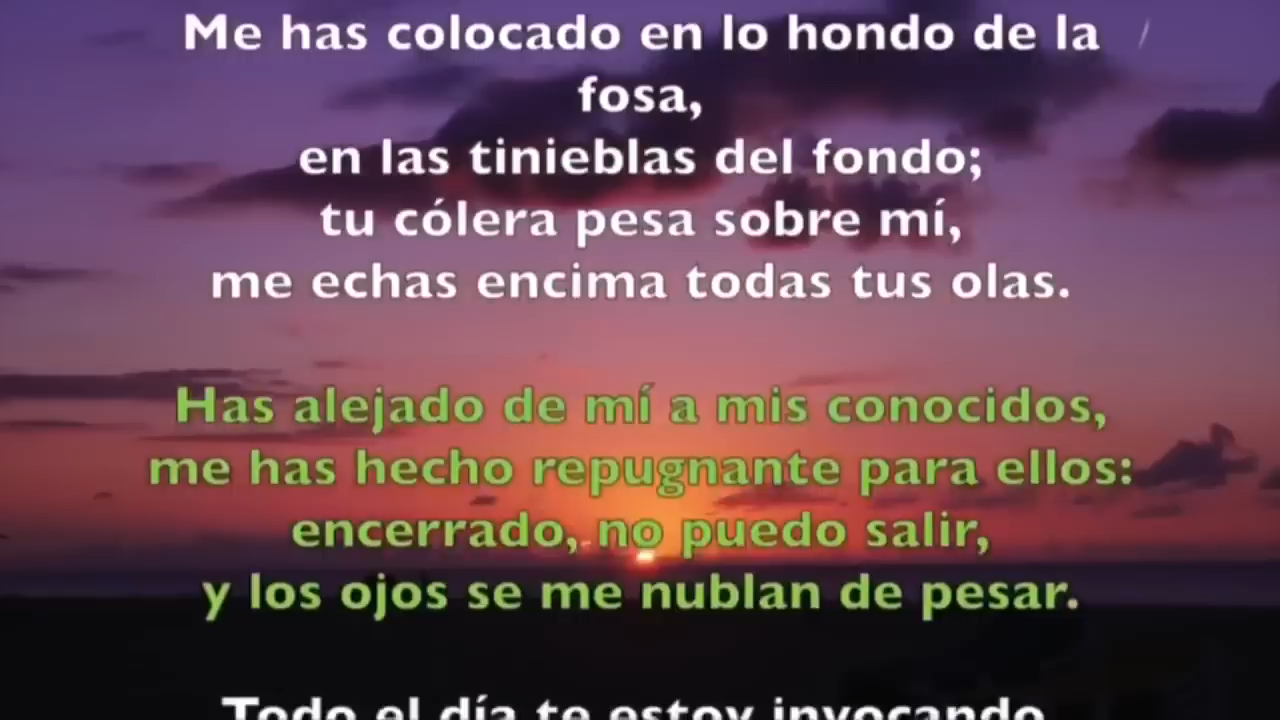 Me has colocado en lo hondo de la
fosa,
en las tinieblas del fondo;
tu cólera pesa sobre mí,
me echas encima todas tus olas.
Has alejado de mí a mis conocidos,
me has hecho repugnante para ellos:
encerrado, no puedo salir,
y los ojos se me nublan de pesar.
Todo el día te estoy invocando